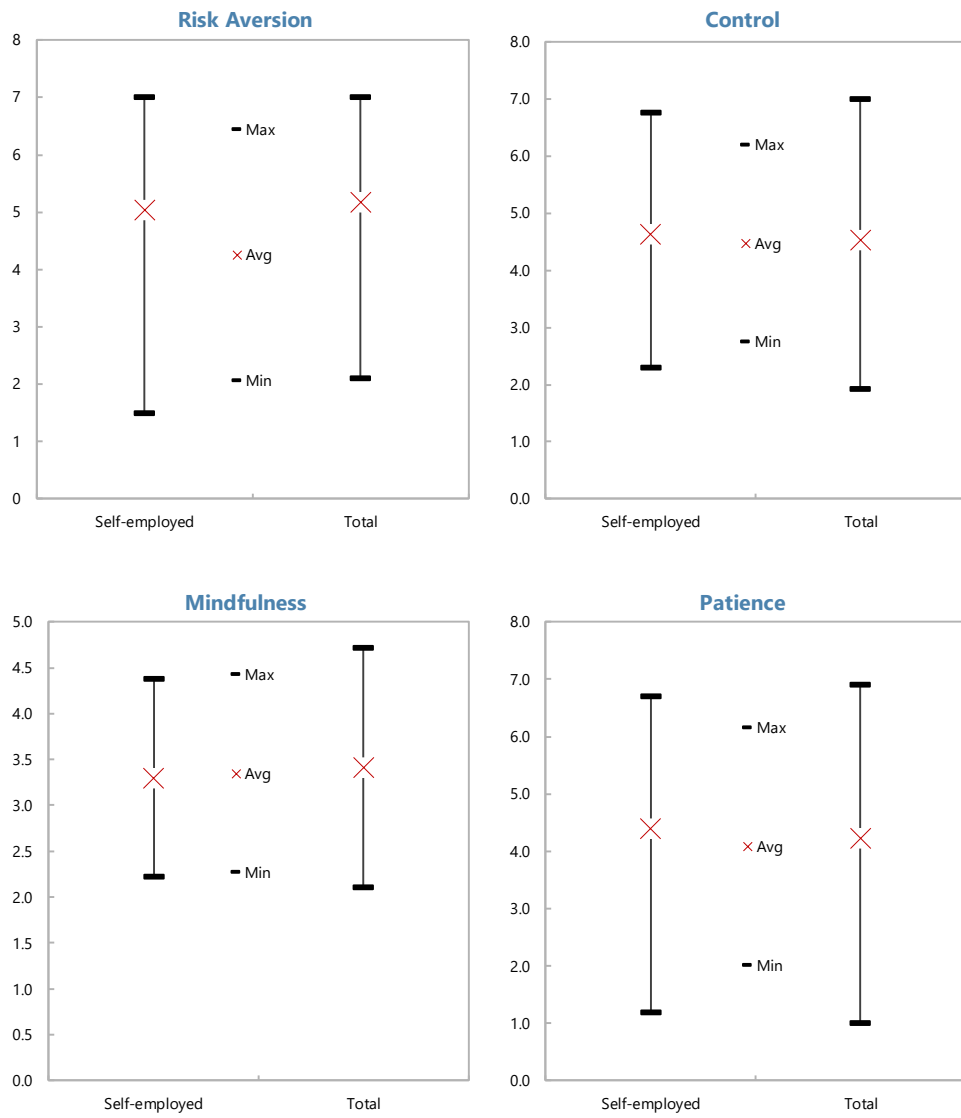 Risk Aversion
8
7
6
5
4
3
2
1
0
Max
Avg
Min
Self-employed
Total
Control
8.0
7.0
6.0
5.0
4.0
3.0
2.0
1.0
0.0
Max
Avg
Min
Self-employed
Total
Mindfulness
5.0
4.5
4.0
3.5
3.0
2.5
2.0
1.5
1.0
0.5
0.0
Max
Avg
Min
Self-employed
Total
Patience
8.0
7.0
6.0
5.0
4.0
3.0
2.0
1.0
0.0
Max
Avg
Min
Self-employed
Total